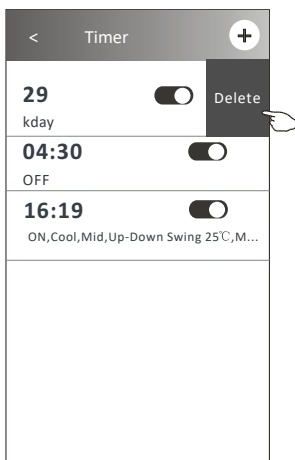 < Timer +
29 Delete
kday
04:30
OFF
16:19
ON,Cool,Mid,Up-Down Swing 25℃,M...